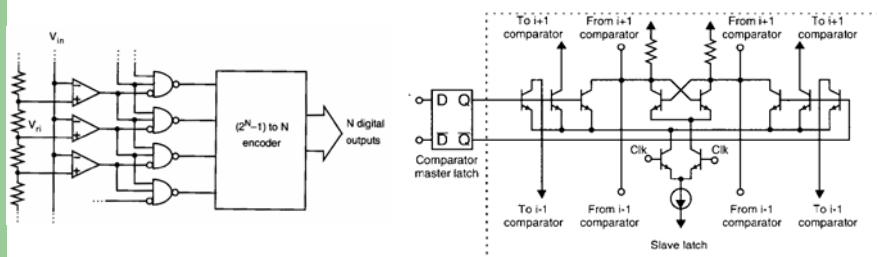 V_in
V_ri
(2^N–1) to N
encoder
N digital
outputs
To i+1
comparator
From i+1
comparator
From i+1
comparator
To i+1
comparator
D Q
D̅ Q̅
Comparator
master latch
Clk
C̅l̅k̅
To i-1
comparator
From i-1
comparator
From i-1
comparator
To i-1
comparator
Slave latch